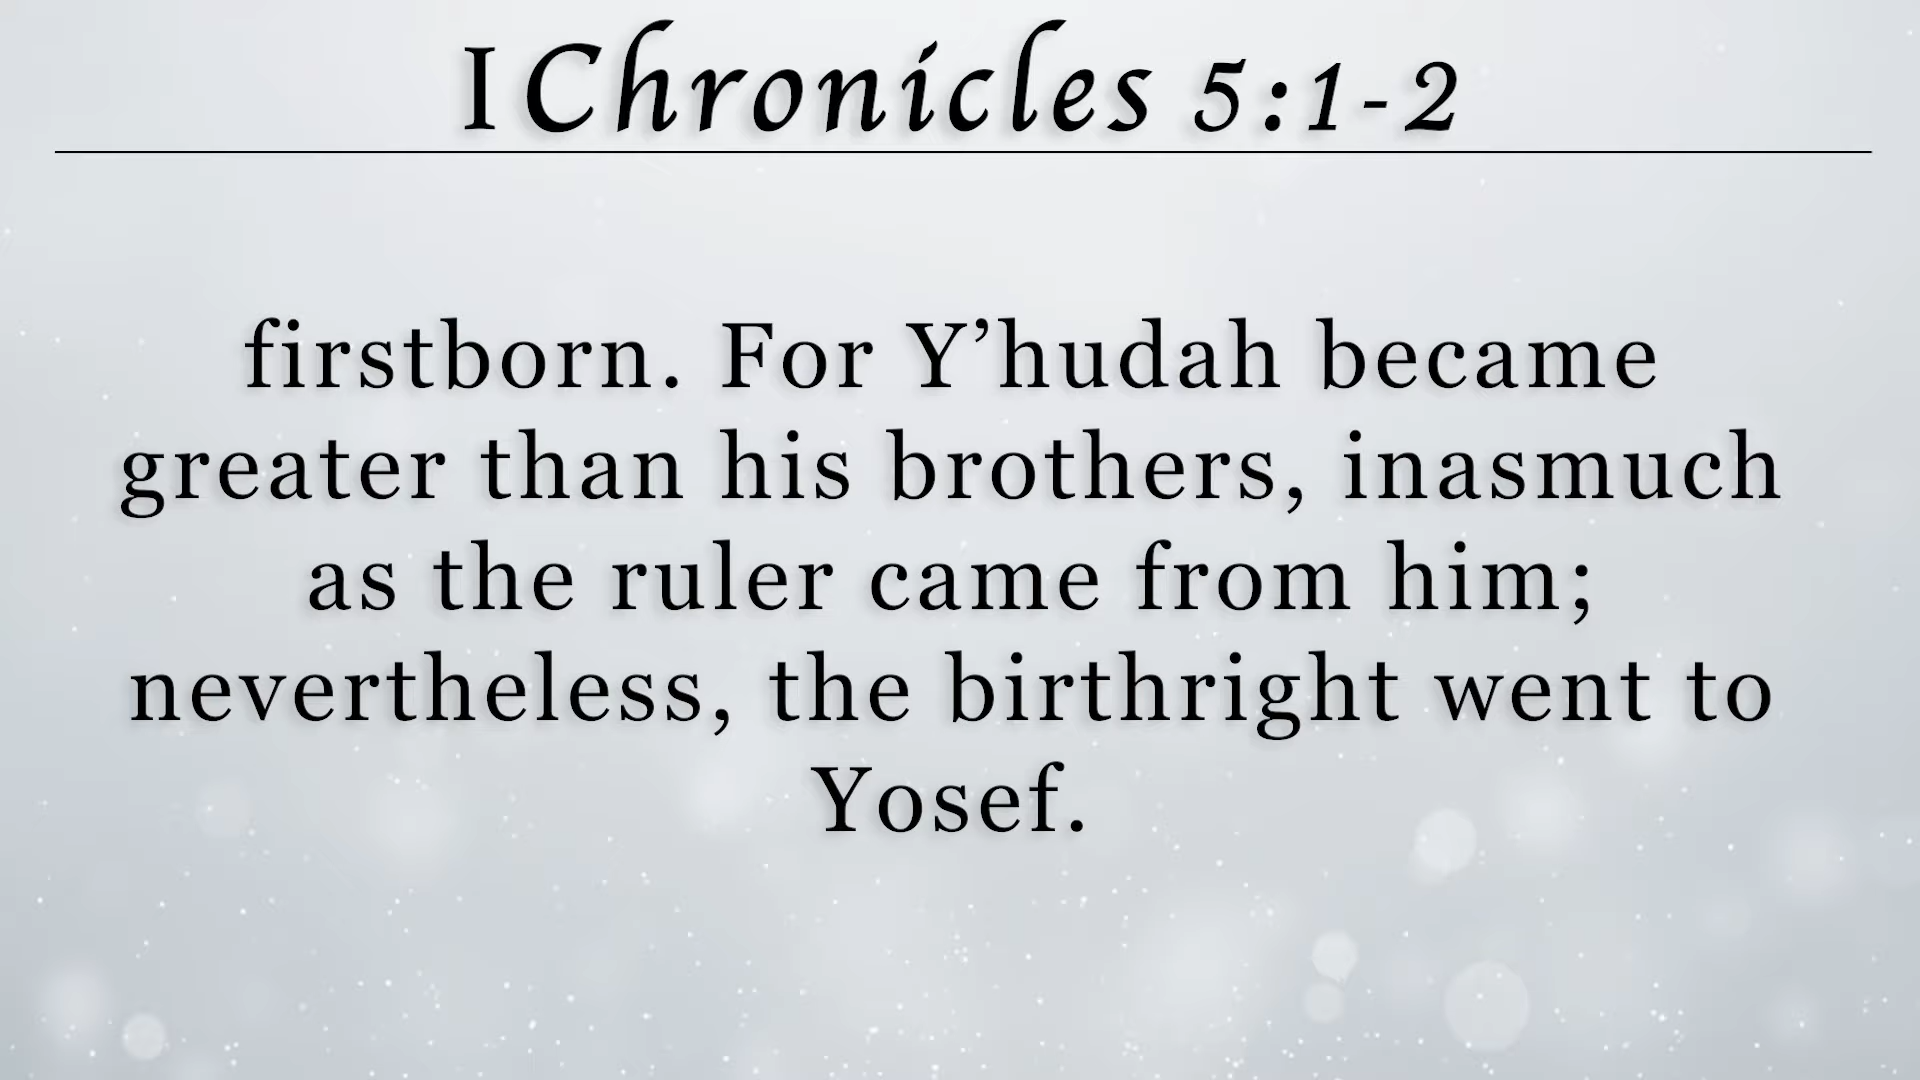 I Chronicles 5:1-2
firstborn. For Y’hudah became
greater than his brothers, inasmuch
as the ruler came from him;
nevertheless, the birthright went to
Yosef.